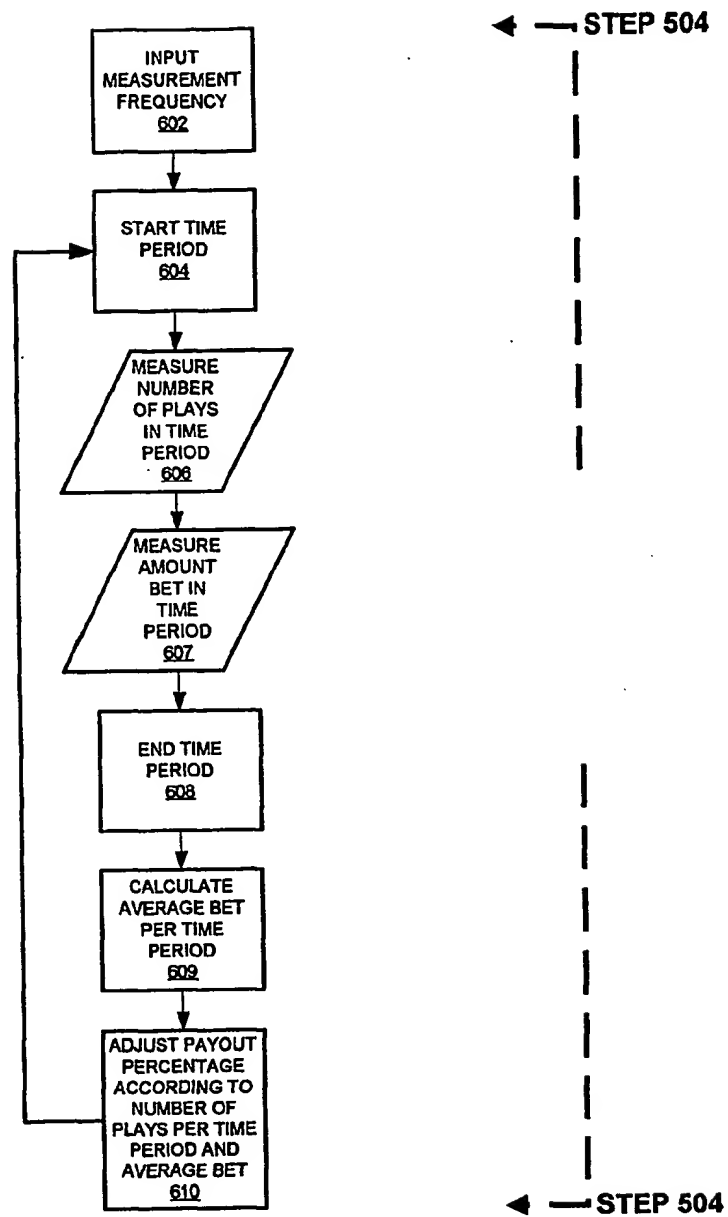 STEP 504
INPUT
MEASUREMENT
FREQUENCY
602
START TIME
PERIOD
604
MEASURE
NUMBER
OF PLAYS
IN TIME
PERIOD
606
MEASURE
AMOUNT
BET IN
TIME
PERIOD
607
END TIME
PERIOD
608
CALCULATE
AVERAGE BET
PER TIME
PERIOD
609
ADJUST PAYOUT
PERCENTAGE
ACCORDING TO
NUMBER OF
PLAYS PER TIME
PERIOD AND
AVERAGE BET
610
STEP 504